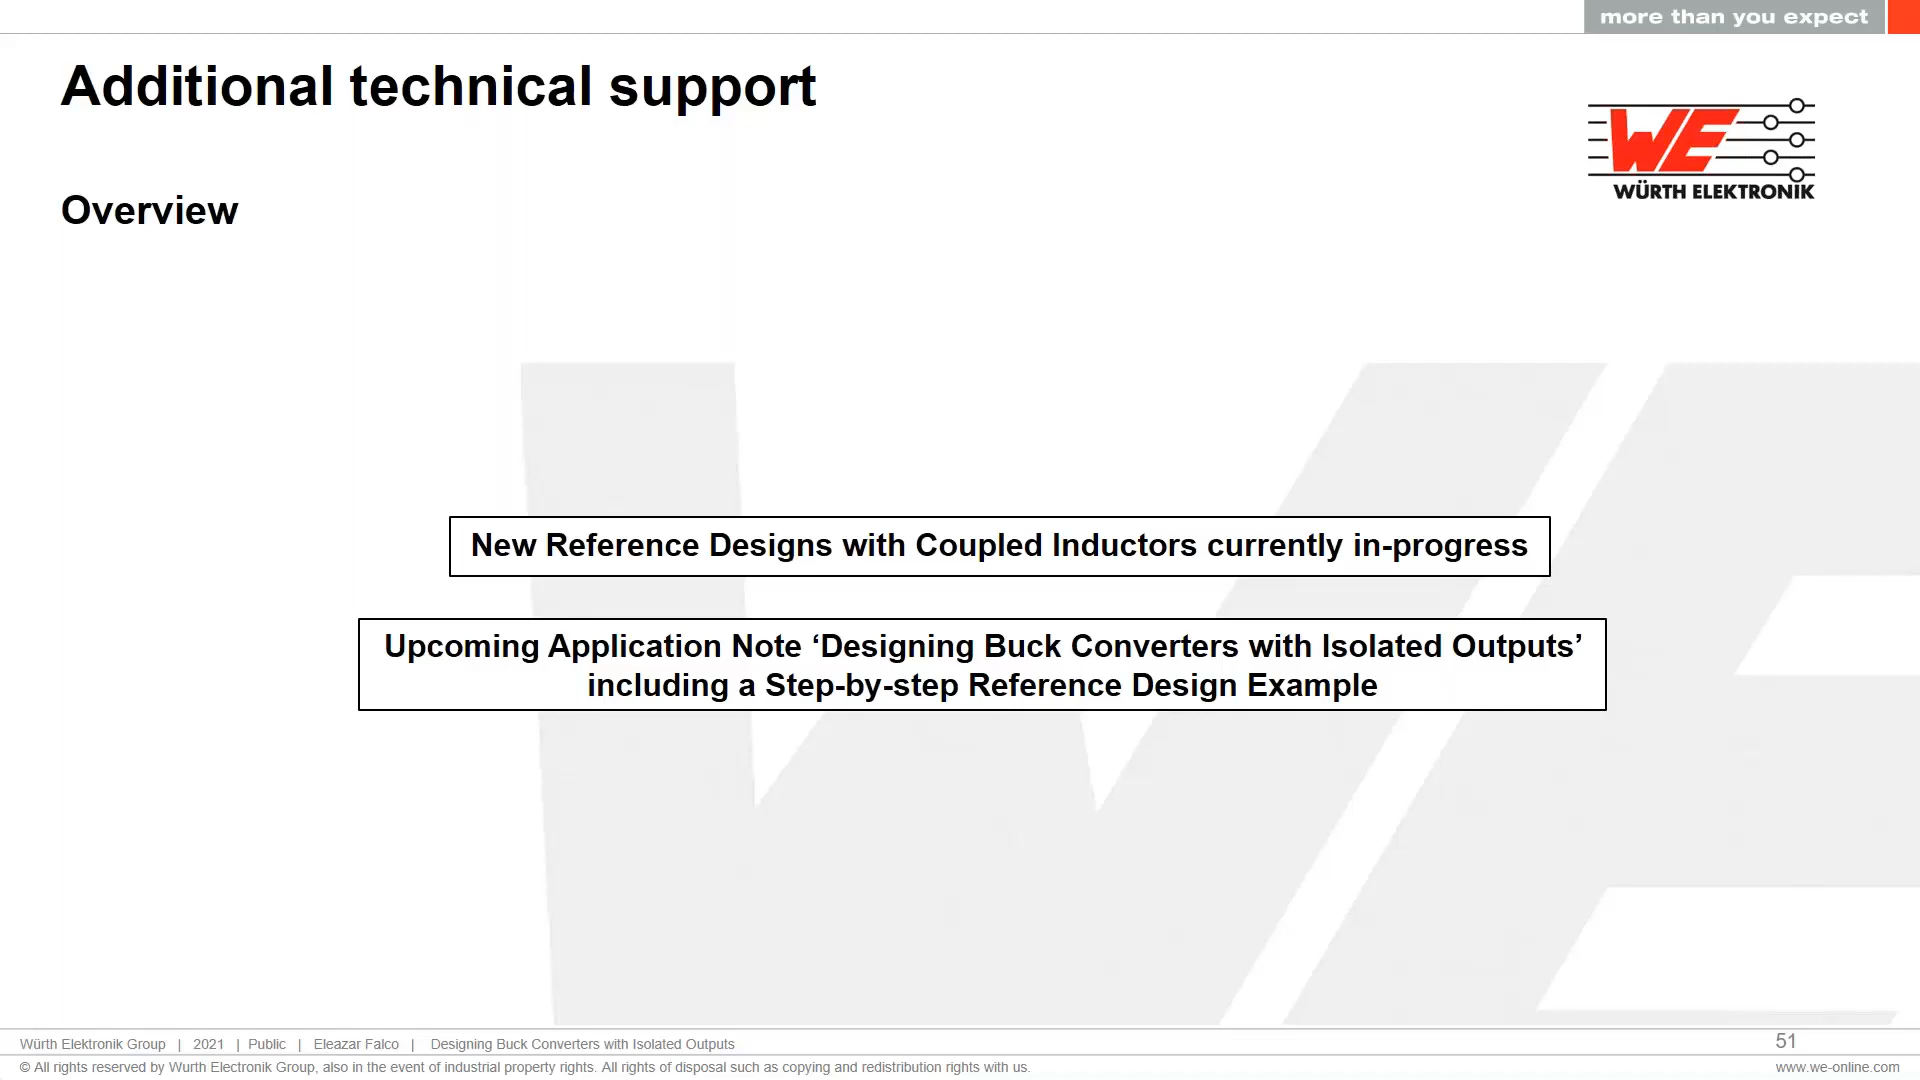 more than you expect
Additional technical support
WE
WÜRTH ELEKTRONIK
Overview
New Reference Designs with Coupled Inductors currently in-progress
Upcoming Application Note ‘Designing Buck Converters with Isolated Outputs’
including a Step-by-step Reference Design Example
Würth Elektronik Group | 2021 | Public | Eleazar Falco | Designing Buck Converters with Isolated Outputs
51
© All rights reserved by Wurth Electronik Group, also in the event of industrial property rights. All rights of disposal such as copying and redistribution rights with us.
www.we-online.com